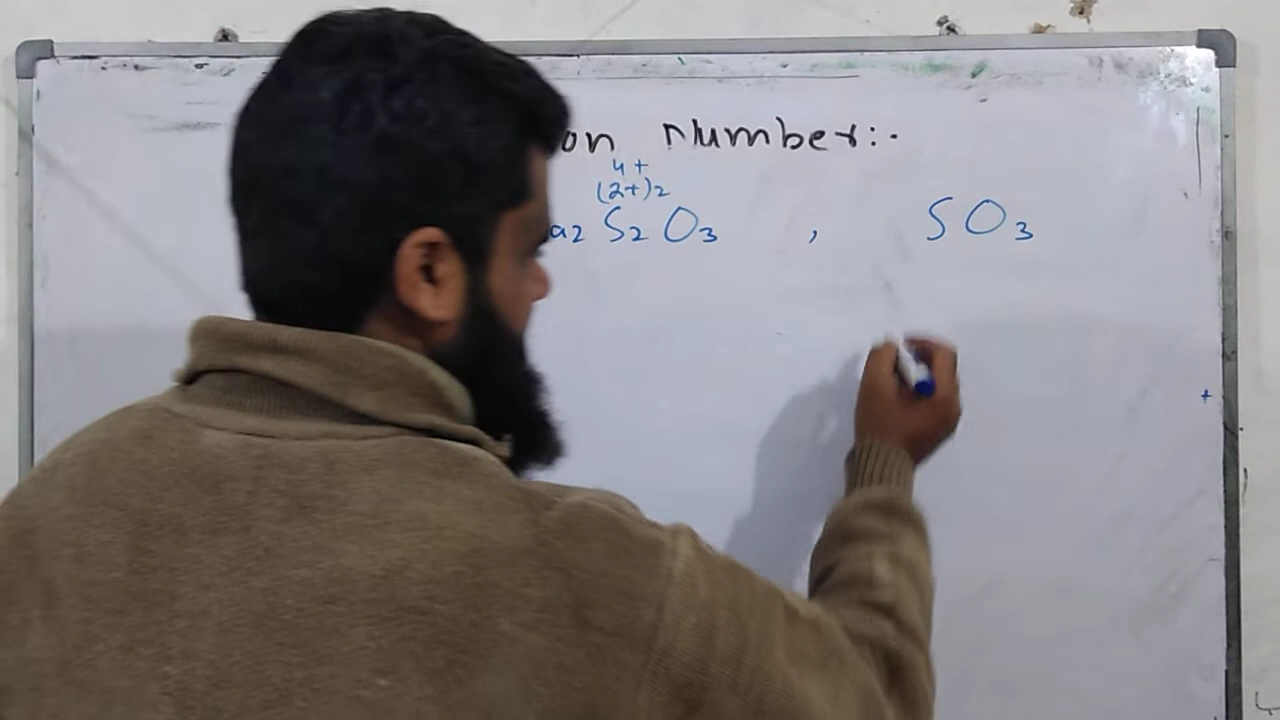 on Number:-
4+
(2+)2
a2 S2 O3 , SO3
+